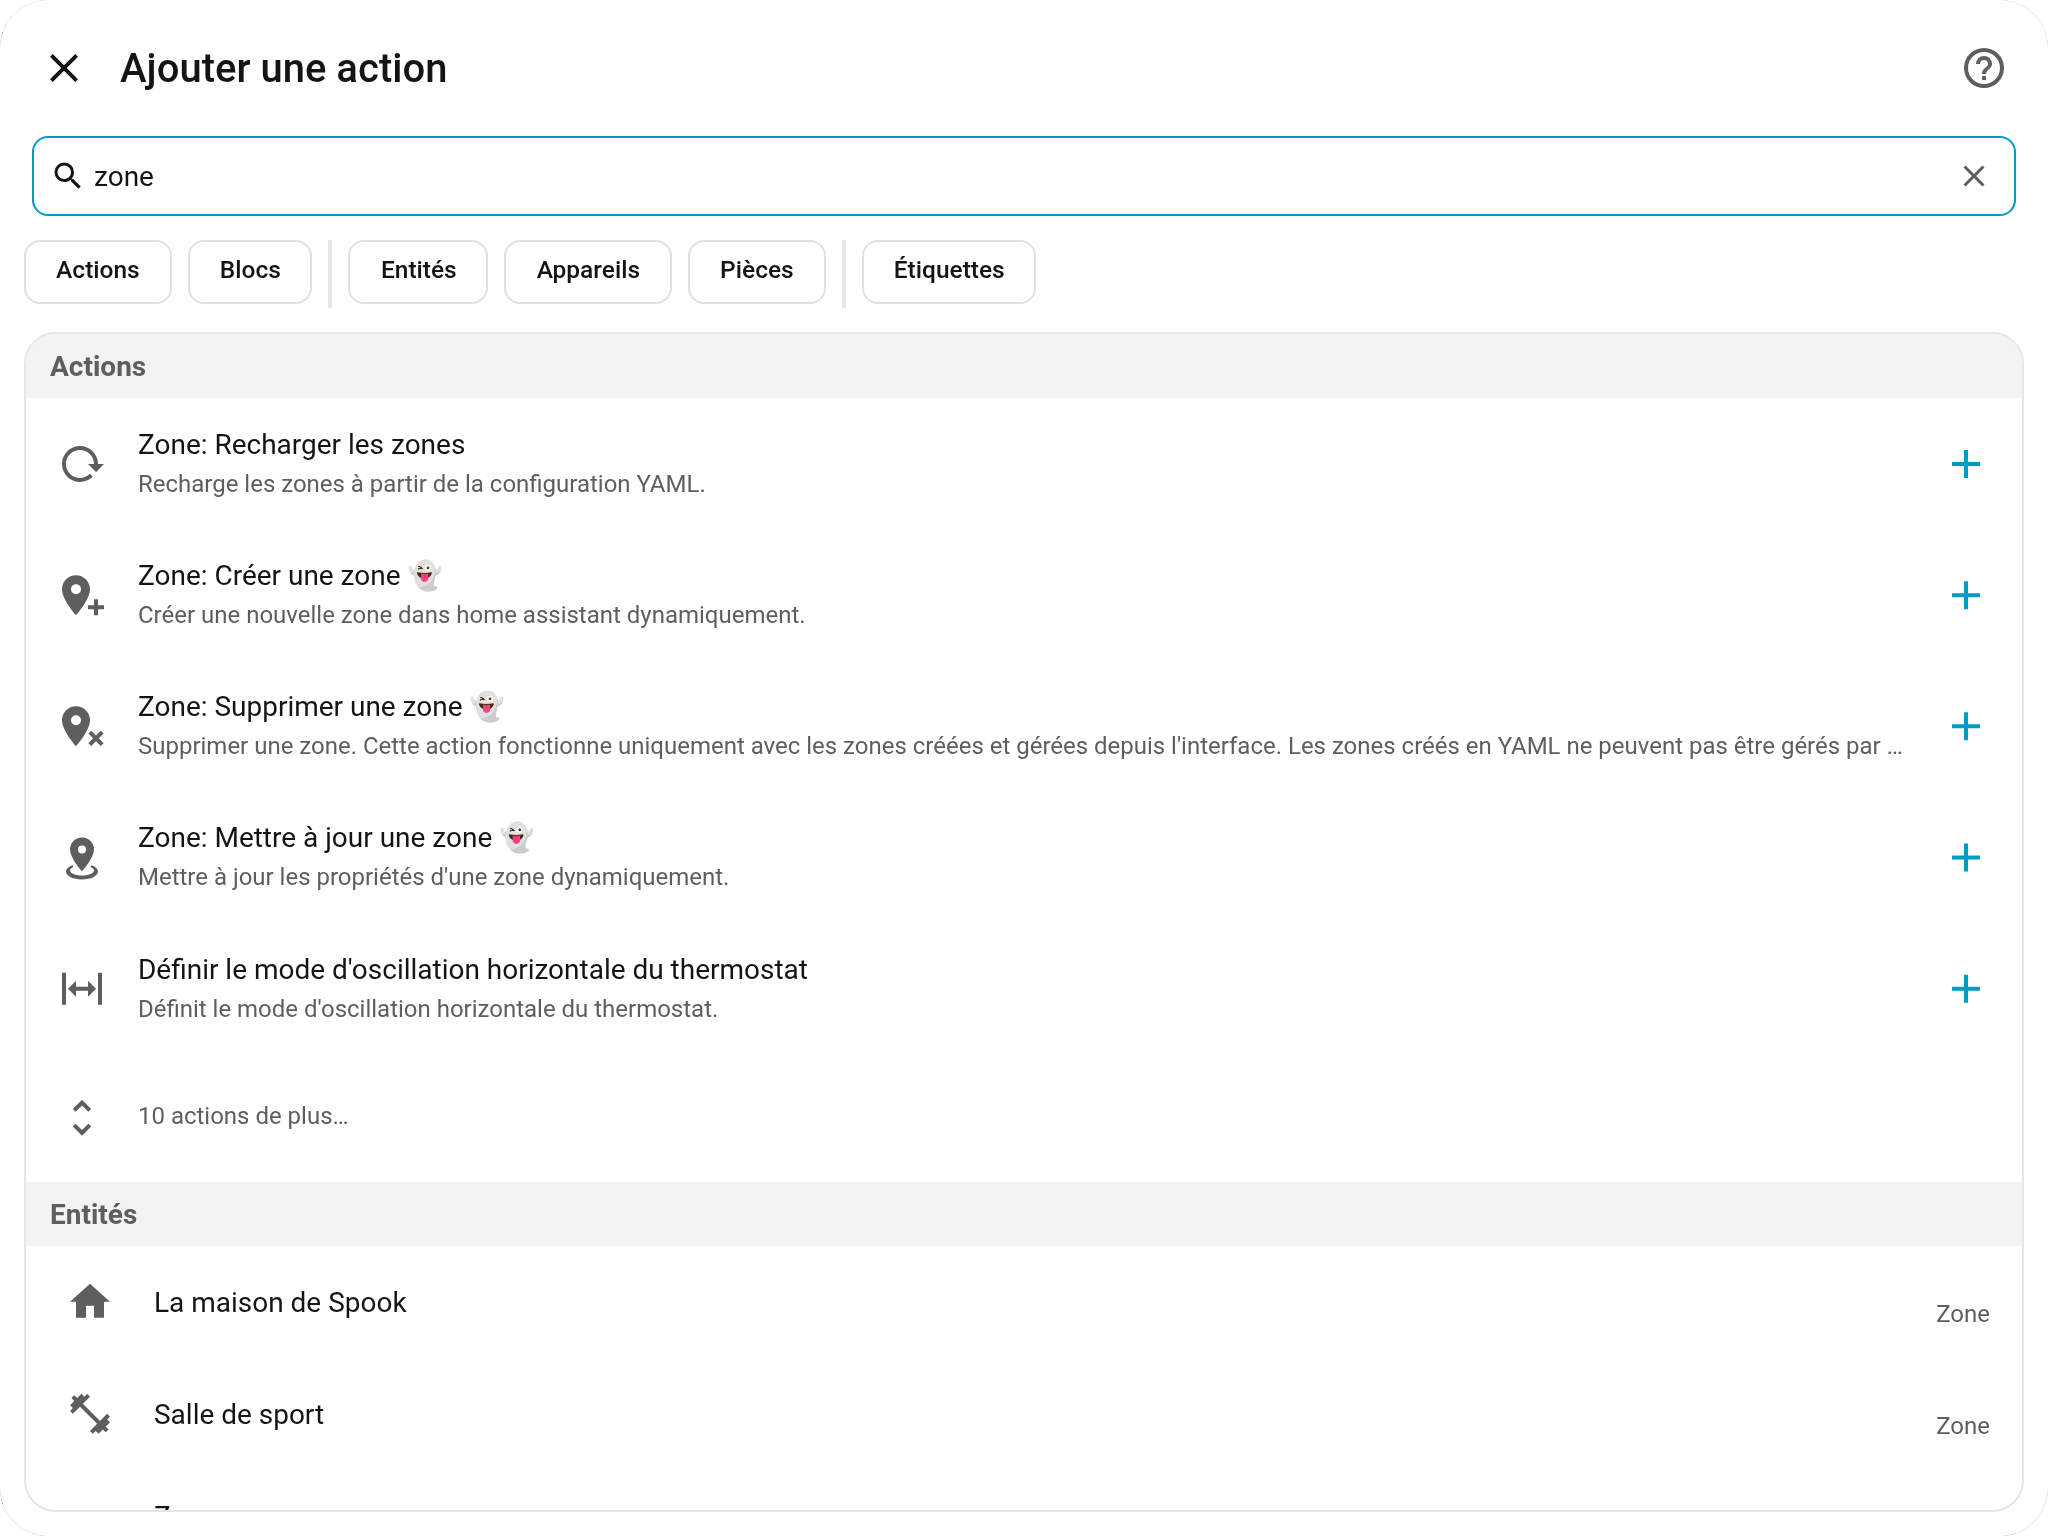 Ajouter une action
zone
Actions
Blocs
Entités
Appareils
Pièces
Étiquettes
Actions
Zone: Recharger les zones
Recharge les zones à partir de la configuration YAML.
Zone: Créer une zone 👻
Créer une nouvelle zone dans home assistant dynamiquement.
Zone: Supprimer une zone 👻
Supprimer une zone. Cette action fonctionne uniquement avec les zones créées et gérées depuis l'interface. Les zones créés en YAML ne peuvent pas être gérés par …
Zone: Mettre à jour une zone 👻
Mettre à jour les propriétés d'une zone dynamiquement.
Définir le mode d'oscillation horizontale du thermostat
Définit le mode d'oscillation horizontale du thermostat.
10 actions de plus…
Entités
La maison de Spook
Zone
Salle de sport
Zone